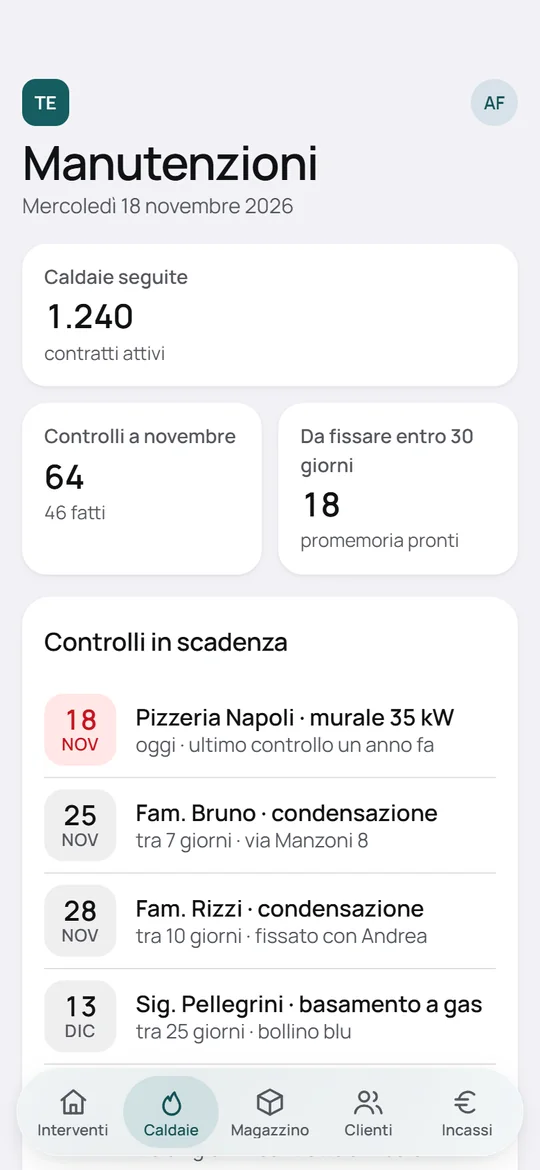 TE
AF
Manutenzioni
Mercoledì 18 novembre 2026
Caldaie seguite
1.240
contratti attivi
Controlli a novembre
64
46 fatti
Da fissare entro 30
giorni
18
promemoria pronti
Controlli in scadenza
18
NOV
Pizzeria Napoli · murale 35 kW
oggi · ultimo controllo un anno fa
25
NOV
Fam. Bruno · condensazione
tra 7 giorni · via Manzoni 8
28
NOV
Fam. Rizzi · condensazione
tra 10 giorni · fissato con Andrea
13
DIC
Sig. Pellegrini · basamento a gas
tra 25 giorni · bollino blu
Interventi
Caldaie
Magazzino
Clienti
Incassi